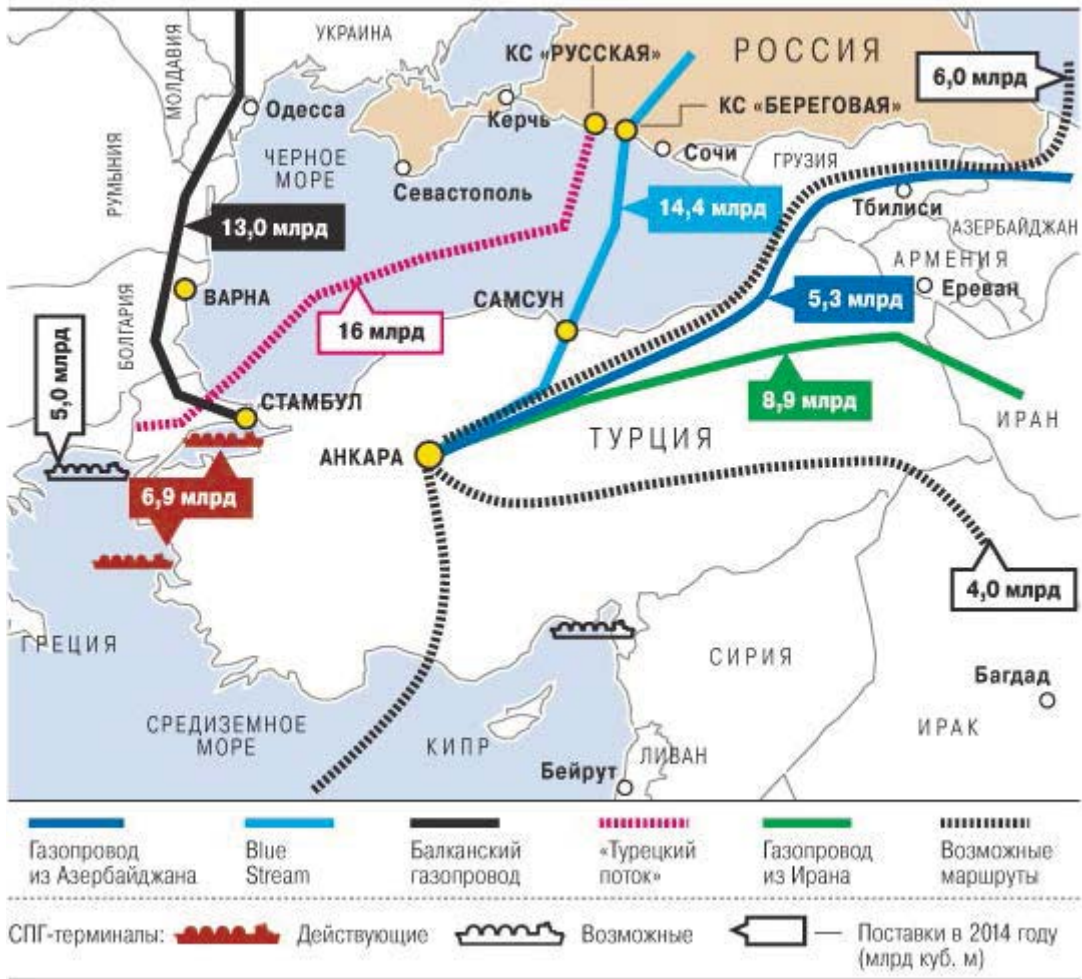 УКРАИНА
КС «РУССКАЯ»
РОССИЯ
6,0 млрд
МОЛДАВИЯ
Одесса
Керчь
КС «БЕРЕГОВАЯ»
Сочи
ГРУЗИЯ
РУМЫНИЯ
ЧЕРНОЕ
МОРЕ
Севастополь
13,0 млрд
14,4 млрд
Тбилиси
АЗЕРБАЙДЖАН
АРМЕНИЯ
Ереван
ВАРНА
САМСУН
5,3 млрд
БОЛГАРИЯ
16 млрд
5,0 млрд
СТАМБУЛ
8,9 млрд
ИРАН
ТУРЦИЯ
АНКАРА
6,9 млрд
4,0 млрд
ГРЕЦИЯ
СИРИЯ
Багдад
СРЕДИЗЕМНОЕ
МОРЕ
КИПР
ИРАК
ЛИВАН
Бейрут
Газопровод
из Азербайджана
Blue
Stream
Балканский
газопровод
«Турецкий
поток»
Газопровод
из Ирана
Возможные
маршруты
СПГ-терминалы: Действующие Возможные — Поставки в 2014 году
(млрд куб. м)